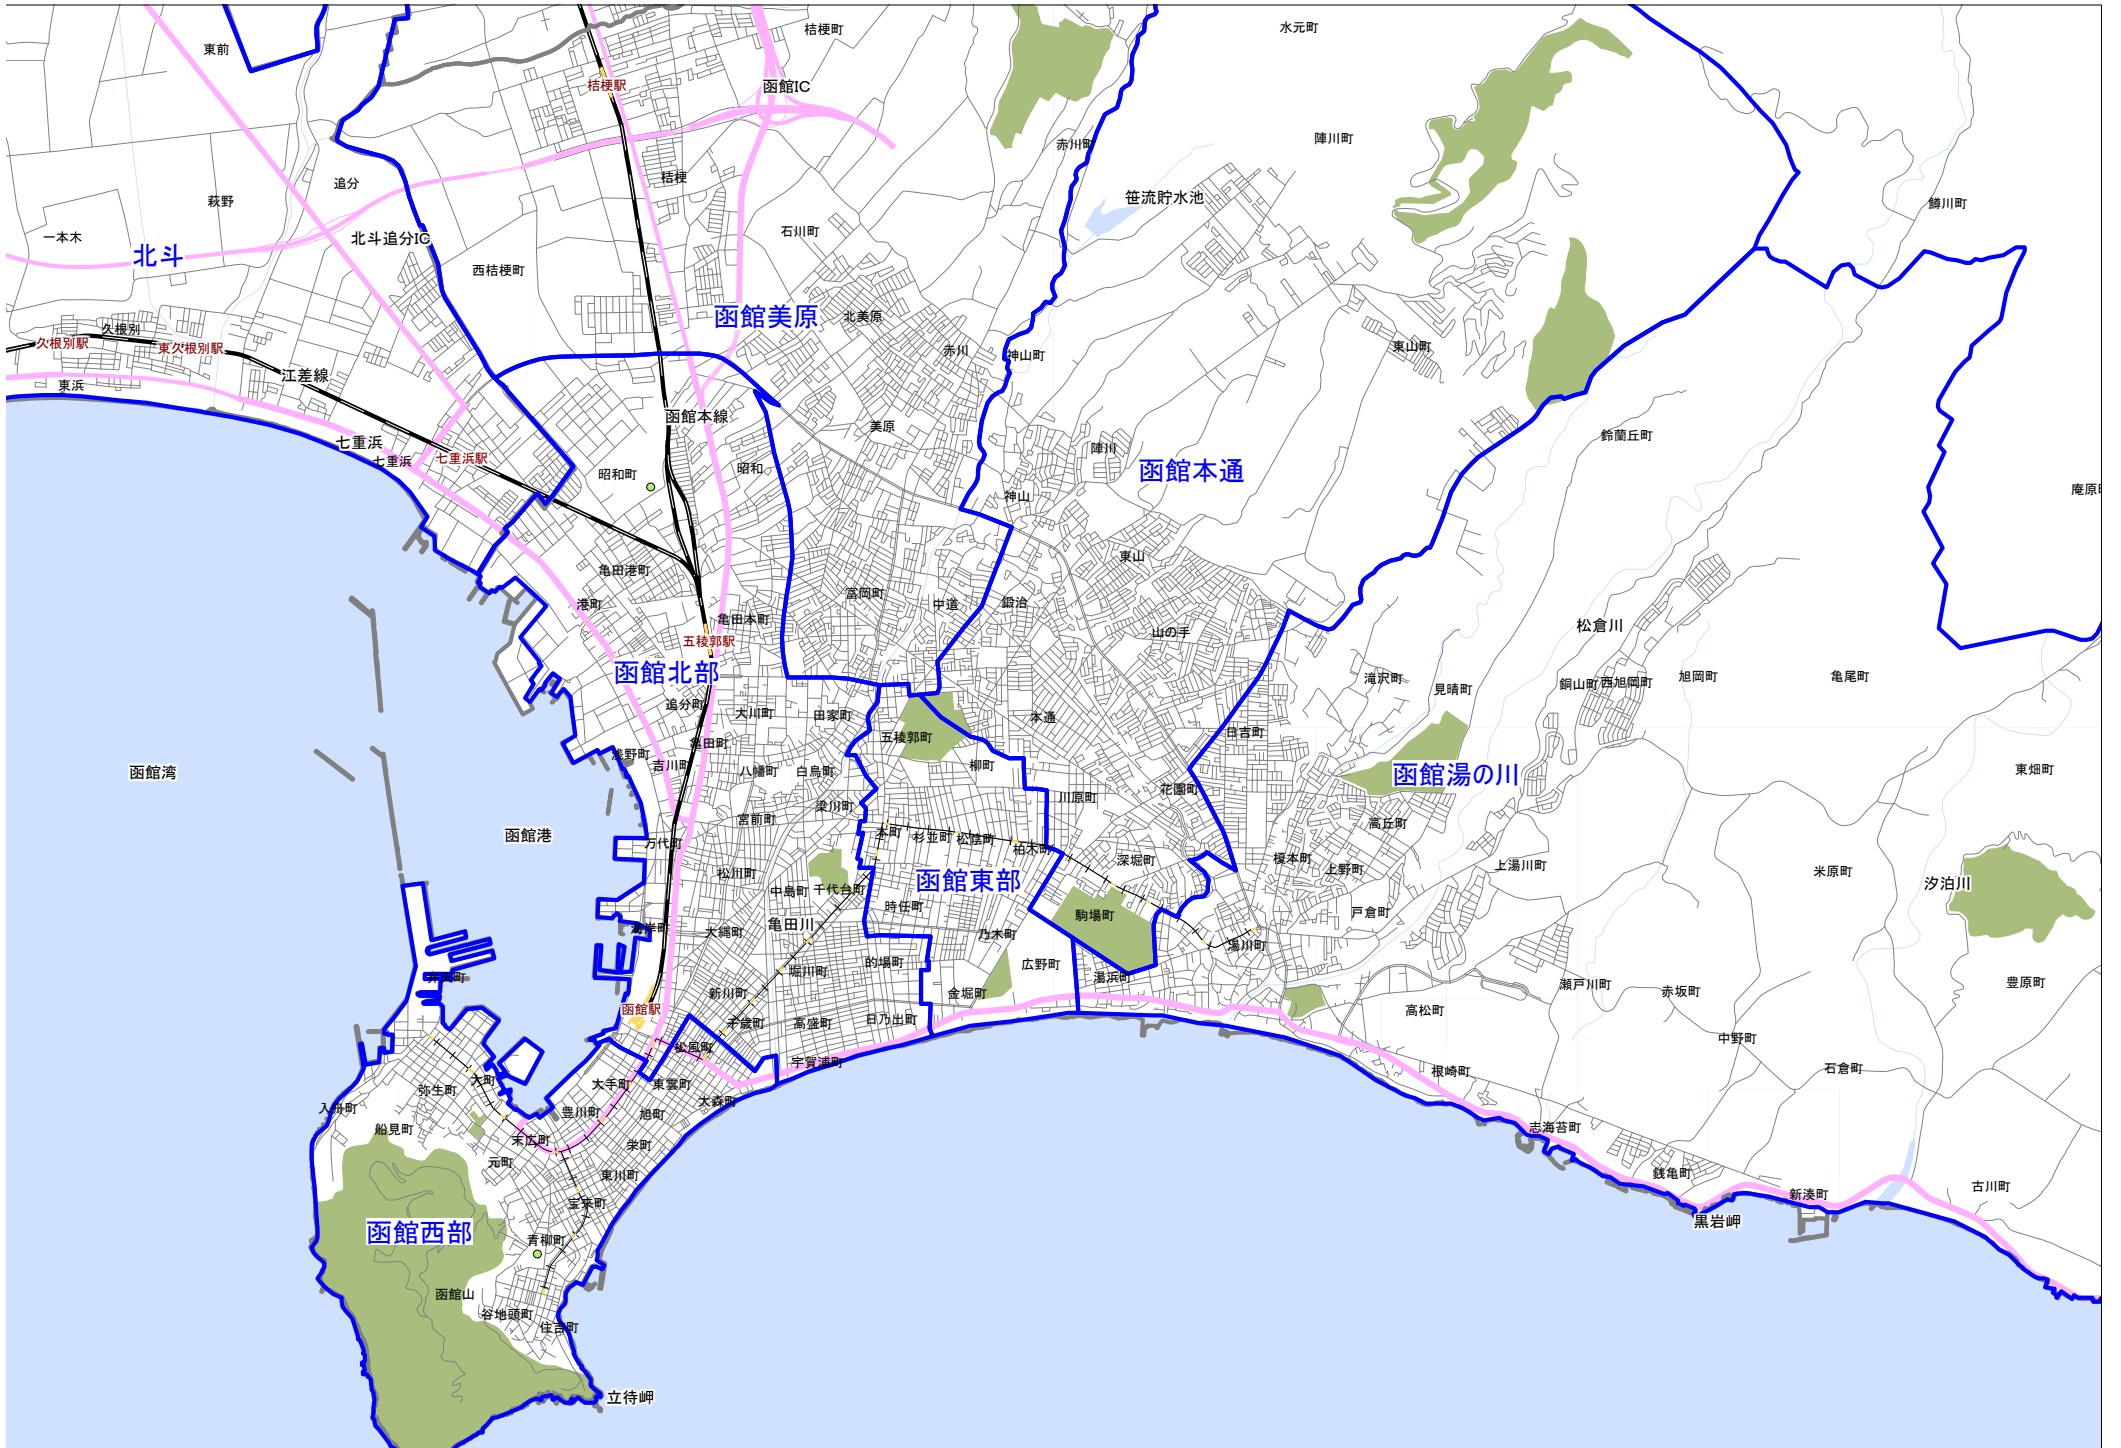 水元町
桔梗町
東前
桔梗駅
函館IC
陣川町
赤川町
追分
桔梗
笹流貯水池
萩野
鱒川町
一本木
北斗追分IC
石川町
北斗
西桔梗町
函館美原
北美原
久根別
久根別駅
東久根別駅
赤川
神山町
東山町
江差線
東浜
函館本線
美原
鈴蘭丘町
七重浜
七重浜
七重浜駅
陣川
昭和町
昭和
函館本通
神山
庵原町
東山
亀田港町
富岡町
港町
中道
鍛冶
亀田本町
松倉川
山の手
五稜郭駅
函館北部
滝沢町
見晴町
銅山町
西旭岡町
旭岡町
亀尾町
追分町
大川町
田家町
本通
五稜郭町
日吉町
亀田町
浅野町
吉川町
八幡町
白鳥町
柳町
函館湾
函館湯の川
東畑町
花園町
川原町
梁川町
宮前町
高丘町
函館港
本町
杉並町
松陰町
柏木町
万代町
深堀町
榎本町
上野町
上湯川町
松川町
米原町
函館東部
汐泊川
中島町
千代台町
時任町
駒場町
戸倉町
亀田川
海岸町
大縄町
乃木町
湯川町
的場町
広野町
弁天町
堀川町
湯浜町
瀬戸川町
豊原町
新川町
金堀町
赤坂町
函館駅
高松町
千歳町
高盛町
日乃出町
中野町
松風町
宇賀浦町
石倉町
根崎町
大町
大手町
東雲町
弥生町
大森町
入舟町
豊川町
旭町
船見町
末広町
志海苔町
栄町
元町
東川町
銭亀町
古川町
新湊町
宝来町
函館西部
黒岩岬
青柳町
函館山
谷地頭町
住吉町
立待岬